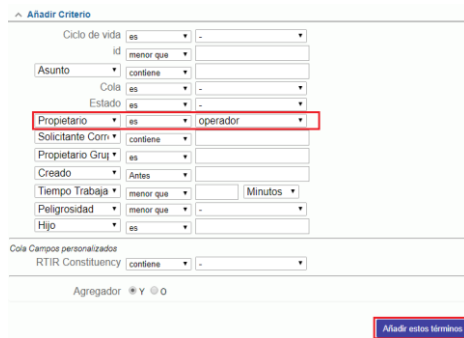 Añadir Criterio
Ciclo de vida es -
id menor que
Asunto contiene
Cola es -
Estado es -
Propietario es operador
Solicitante Corre contiene
Propietario Gruj es
Creado Antes
Tiempo Trabaja menor que Minutos
Peligrosidad menor que -
Hijo es
Cola Campos personalizados
RTIR Constituency contiene -
Agregador Y O
Añadir estos términos